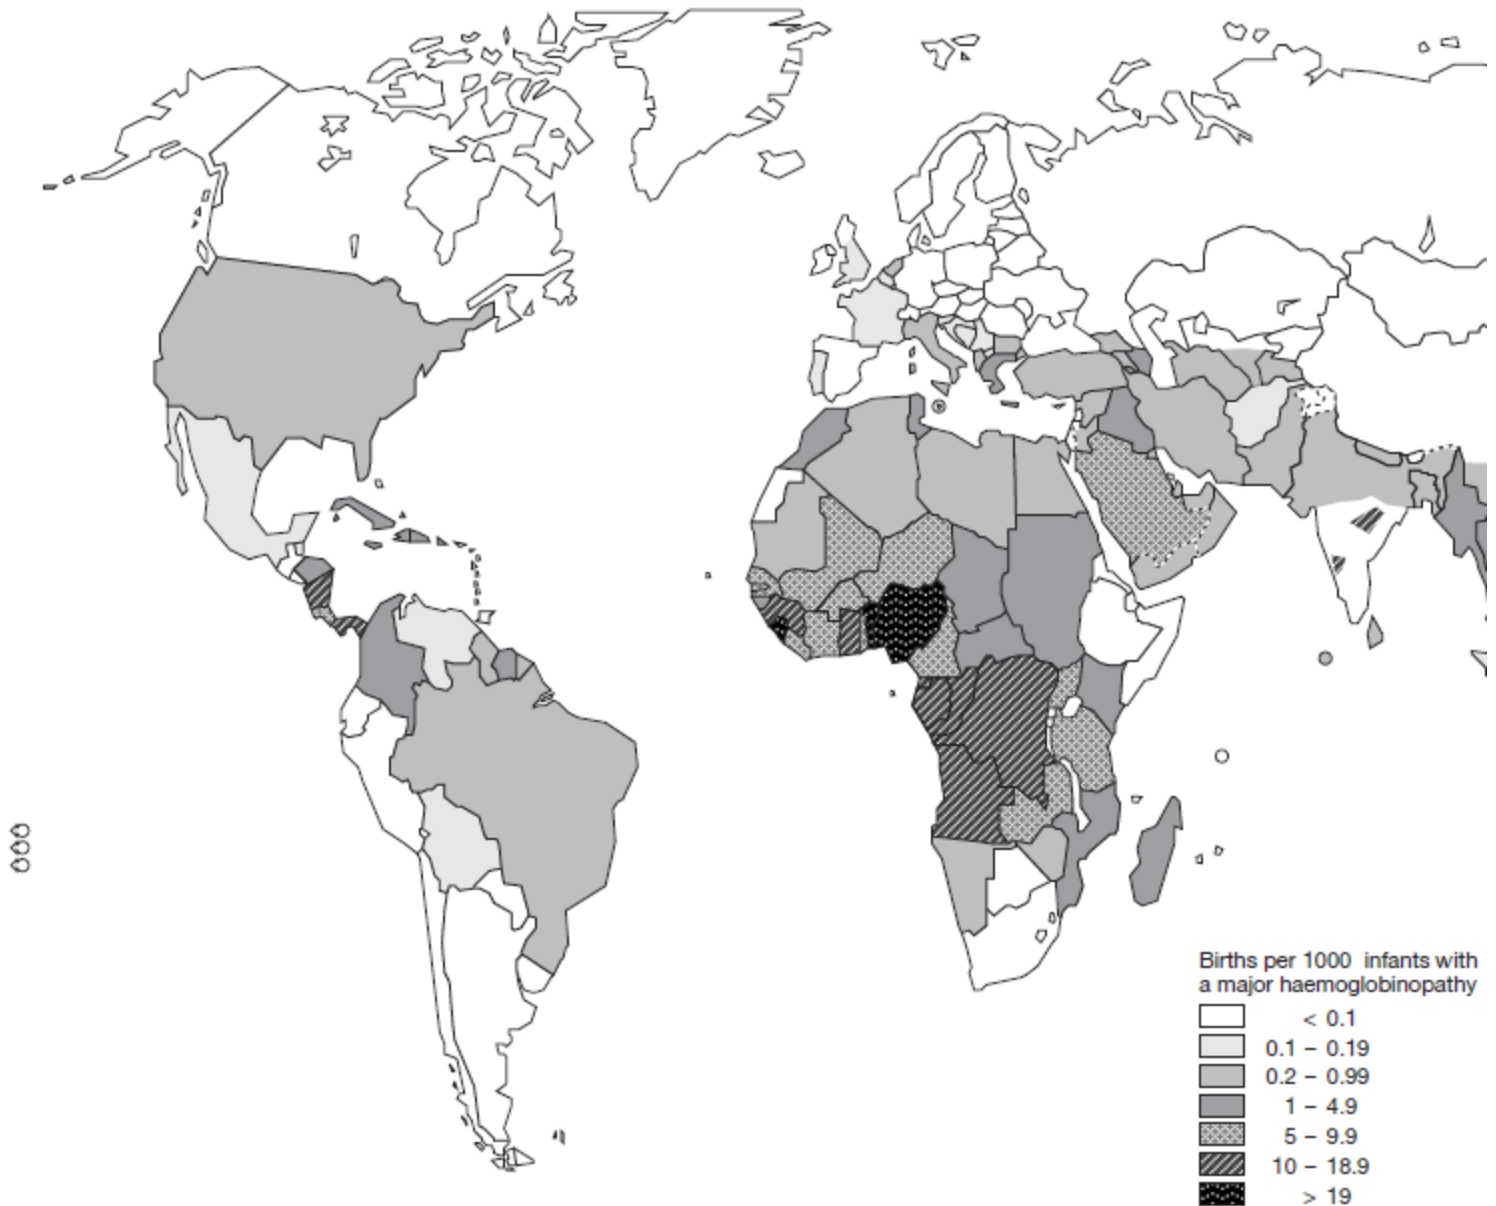 Births per 1000 infants with
a major haemoglobinopathy
< 0.1
0.1 – 0.19
0.2 – 0.99
1 – 4.9
5 – 9.9
10 – 18.9
> 19